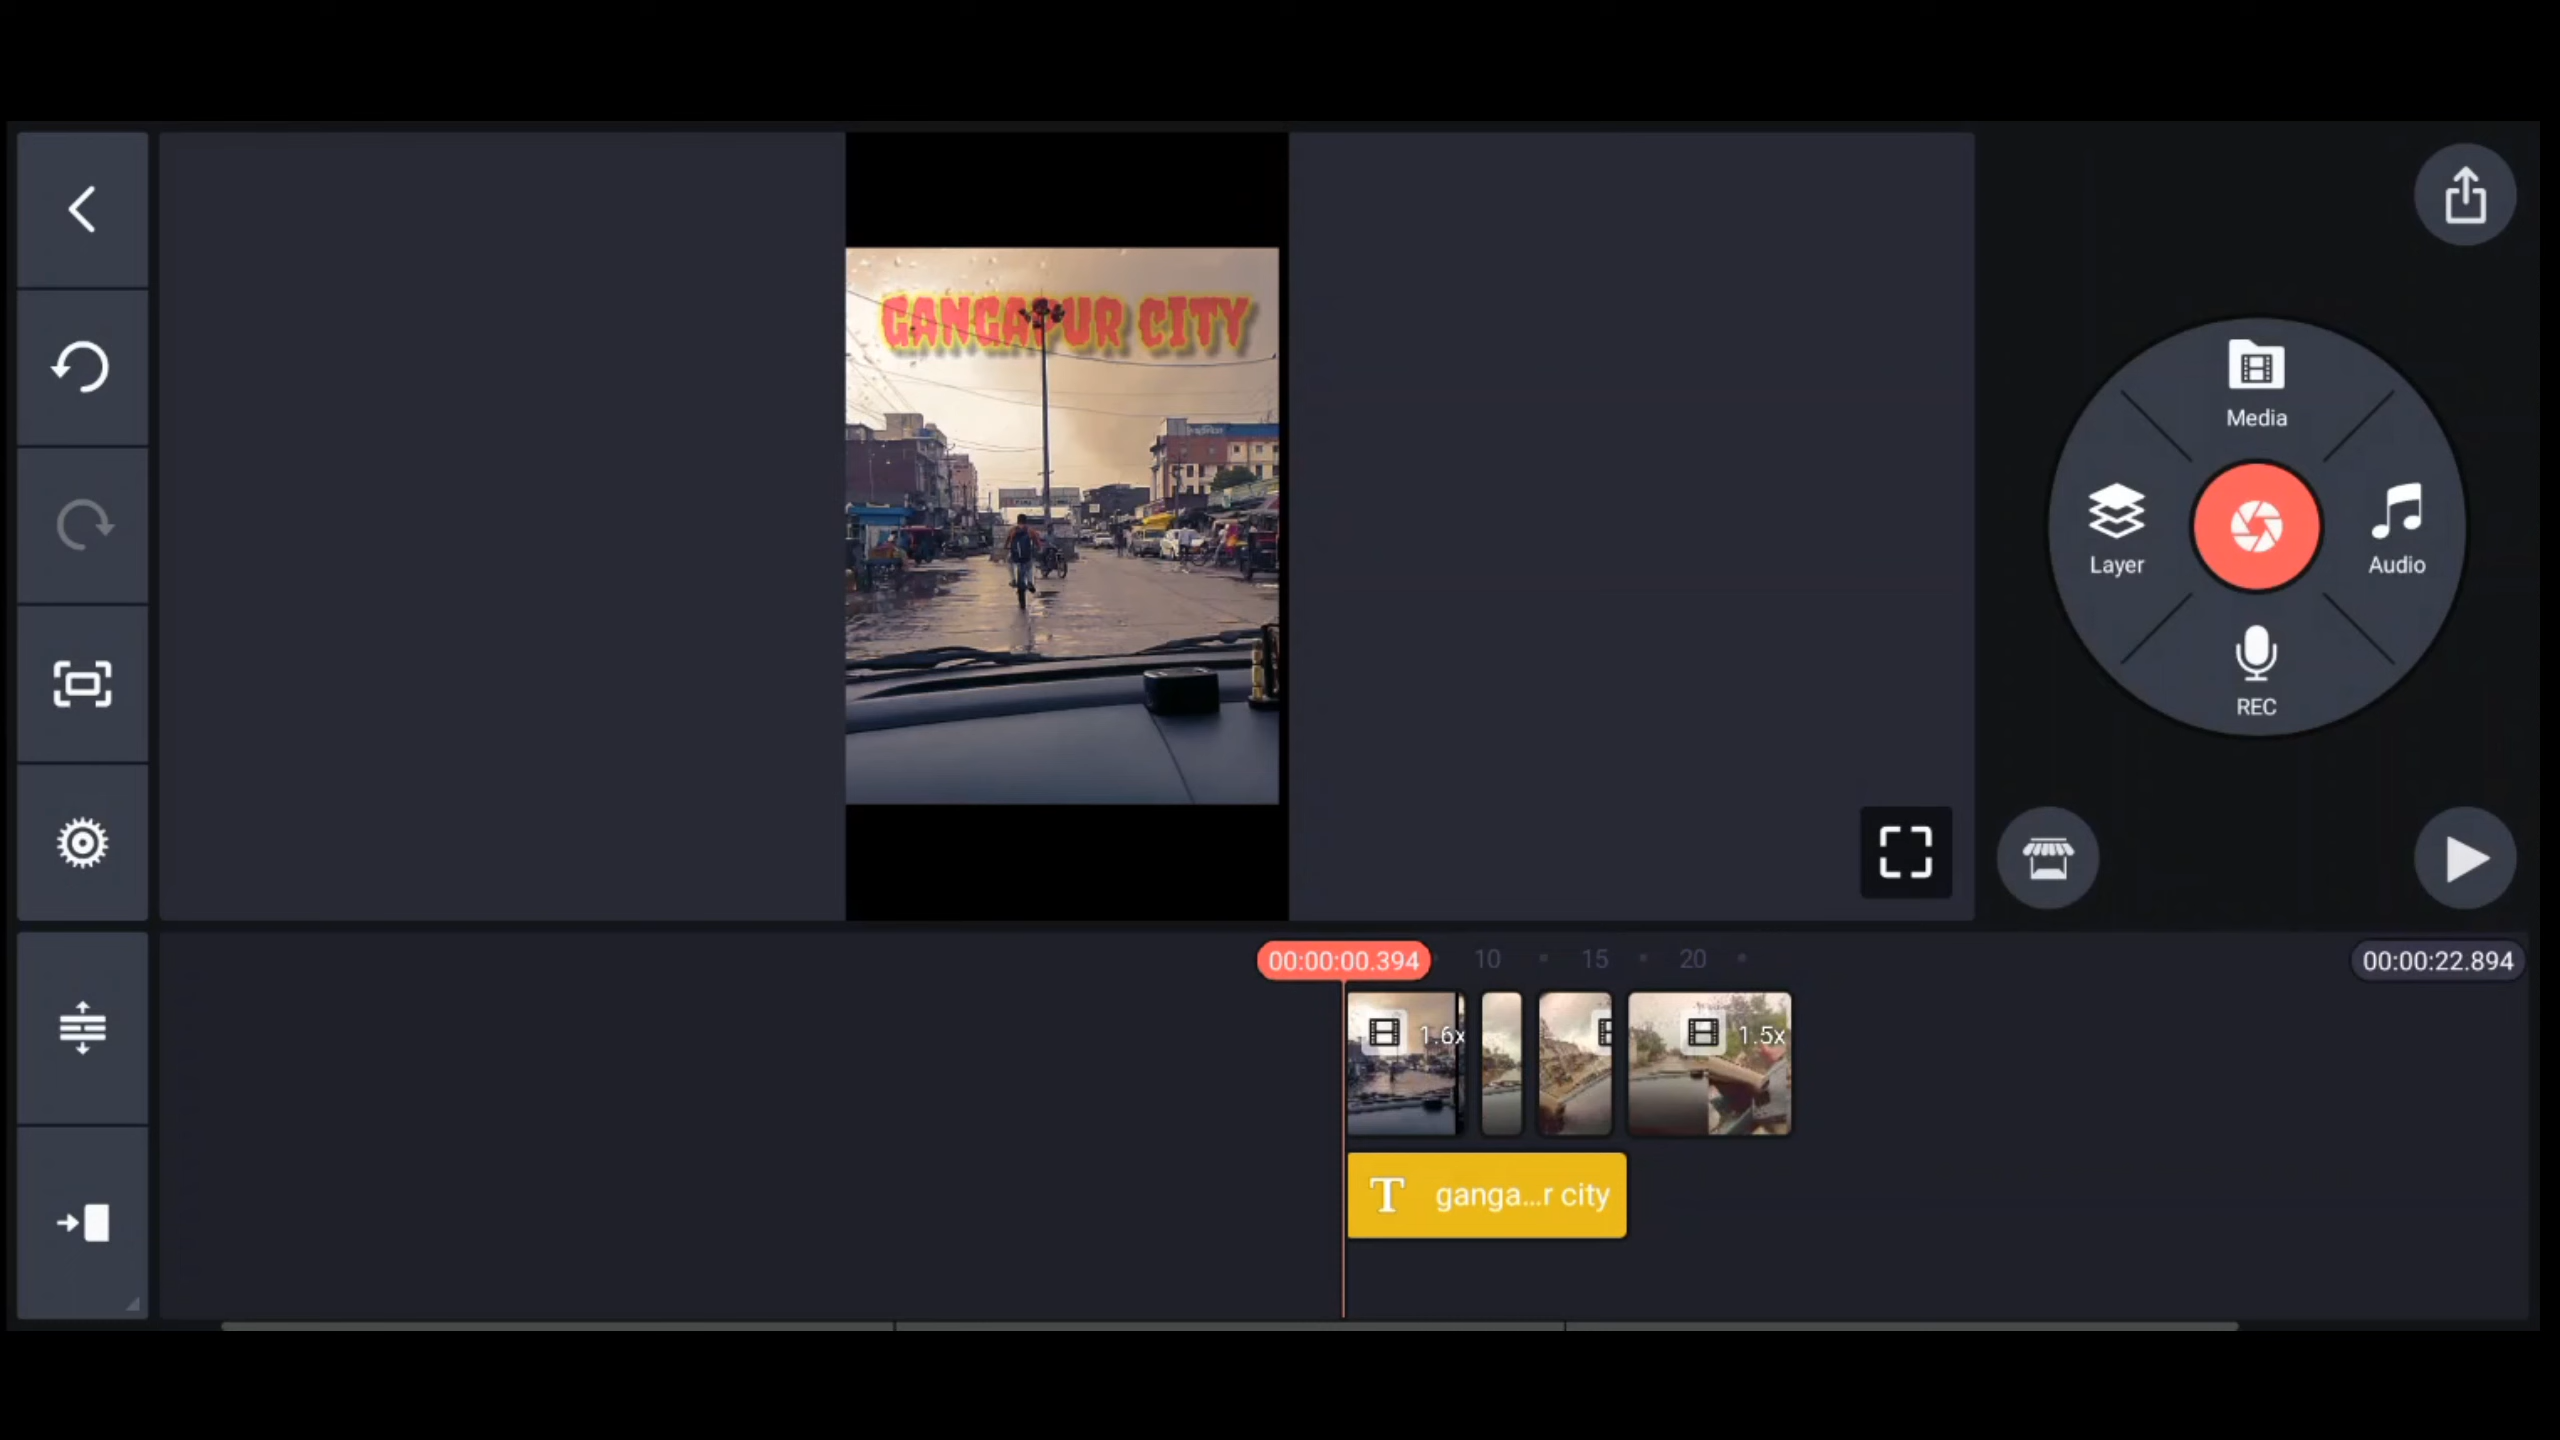 GANGAPUR CITY
Media
Layer
Audio
REC
00:00:00.394
10
15
20
00:00:22.894
1.6x
1.5x
T ganga...r city